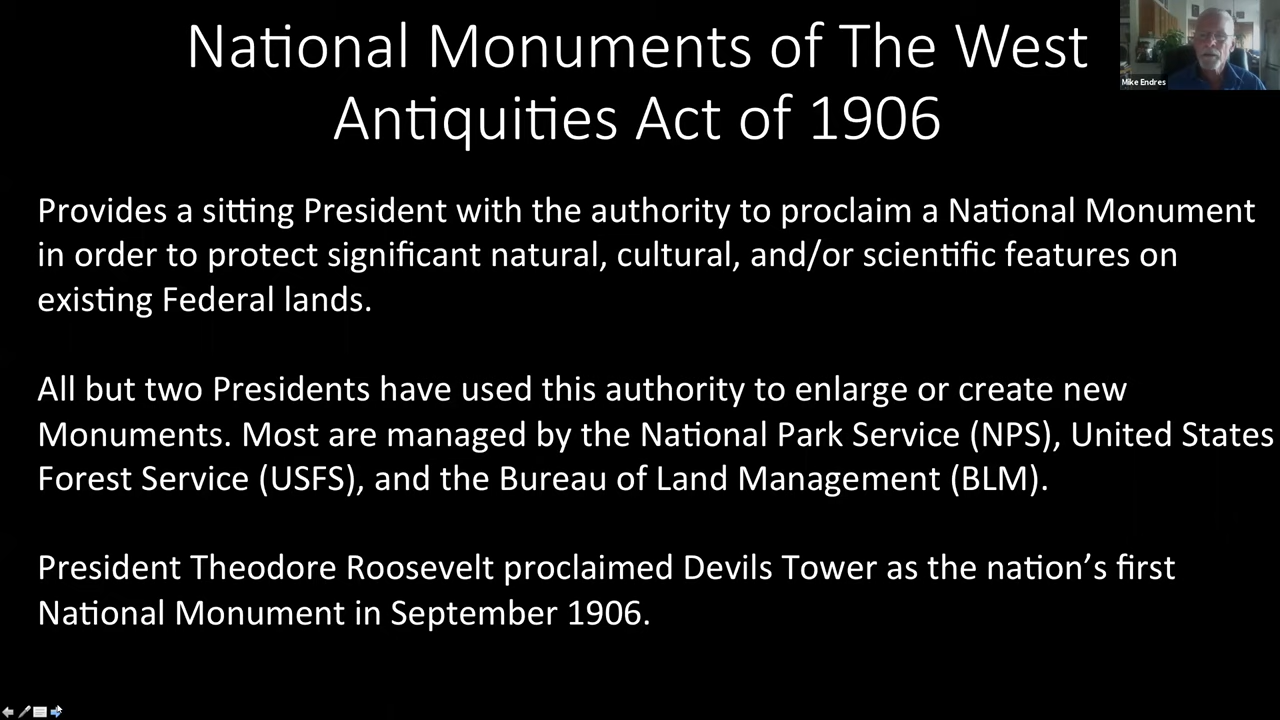 National Monuments of The West
Antiquities Act of 1906
Mike Endres
Provides a sitting President with the authority to proclaim a National Monument
in order to protect significant natural, cultural, and/or scientific features on
existing Federal lands.
All but two Presidents have used this authority to enlarge or create new
Monuments. Most are managed by the National Park Service (NPS), United States
Forest Service (USFS), and the Bureau of Land Management (BLM).
President Theodore Roosevelt proclaimed Devils Tower as the nation’s first
National Monument in September 1906.